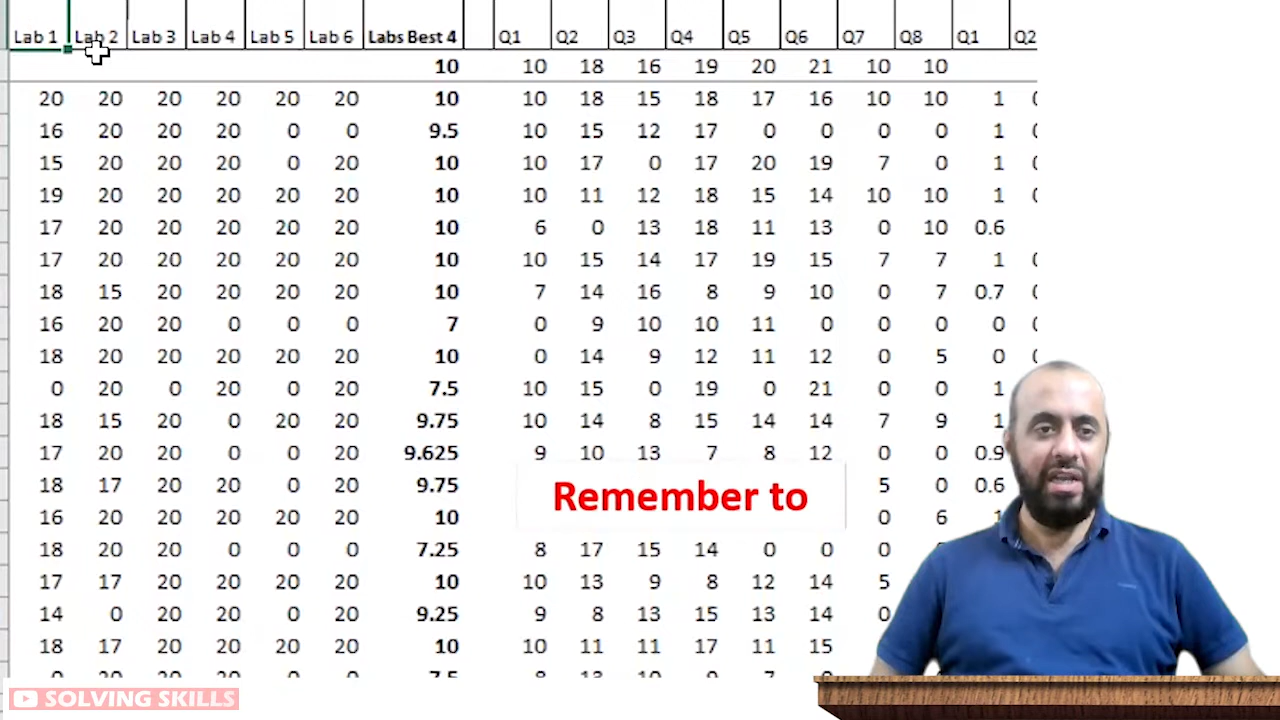 Lab 1 Lab 2 Lab 3 Lab 4 Lab 5 Lab 6 Labs Best 4 Q1 Q2 Q3 Q4 Q5 Q6 Q7 Q8 Q1 Q2
10 10 18 16 19 20 21 10 10
20 20 20 20 20 20 10 10 18 15 18 17 16 10 10 1
16 20 20 20 0 0 9.5 10 15 12 17 0 0 0 0 1
15 20 20 20 0 20 10 10 17 0 17 20 19 7 0 1
19 20 20 20 20 20 10 10 11 12 18 15 14 10 10 1
17 20 20 20 20 20 10 6 0 13 18 11 13 0 10 0.6
17 20 20 20 20 20 10 10 15 14 17 19 15 7 7 1
18 15 20 20 20 20 10 7 14 16 8 9 10 0 7 0.7
16 20 20 0 0 0 7 0 9 10 10 11 0 0 0 0
18 20 20 20 20 20 10 0 14 9 12 11 12 0 5 0
0 20 0 20 0 20 7.5 10 15 0 19 0 21 0 0 1
18 15 20 0 20 20 9.75 10 14 8 15 14 14 7 9 1
17 20 20 0 0 20 9.625 9 10 13 7 8 12 0 0 0.9
18 17 20 20 0 20 9.75 5 0 0.6
16 20 20 20 20 20 10 0 6
Remember to
18 20 20 0 0 0 7.25 8 17 15 14 0 0 0
17 17 20 20 20 20 10 10 13 9 8 12 14 5
14 0 20 20 0 20 9.25 9 8 13 15 13 14 0
18 17 20 20 20 20 10 10 11 11 17 11 15
SOLVING SKILLS